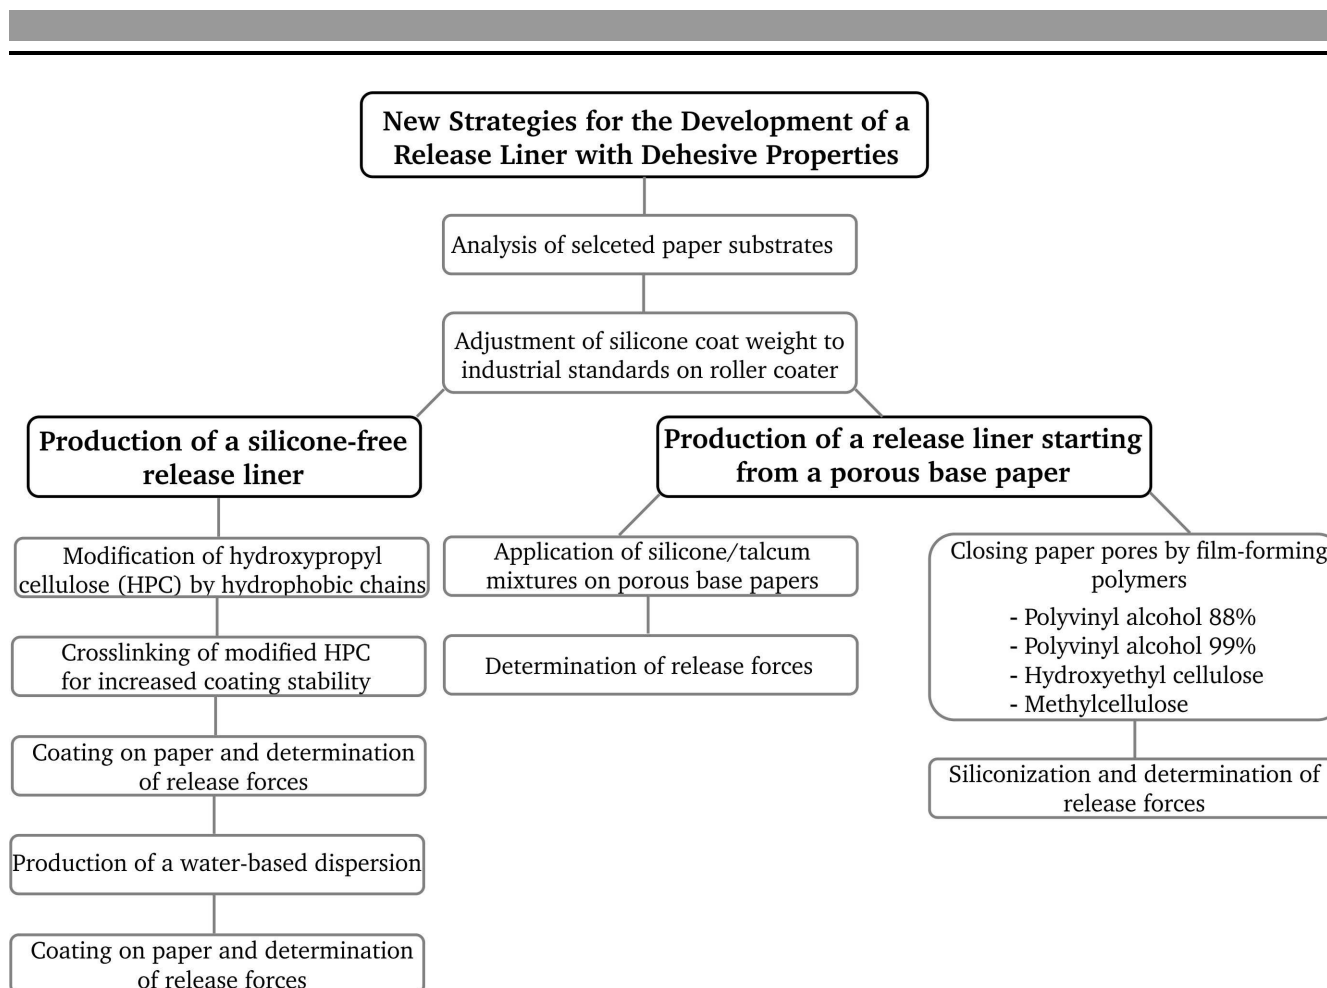 New Strategies for the Development of a
Release Liner with Dehesive Properties
Analysis of selceted paper substrates
Adjustment of silicone coat weight to
industrial standards on roller coater
Production of a silicone-free
release liner
Production of a release liner starting
from a porous base paper
Modification of hydroxypropyl
cellulose (HPC) by hydrophobic chains
Crosslinking of modified HPC
for increased coating stability
Coating on paper and determination
of release forces
Production of a water-based dispersion
Coating on paper and determination
of release forces
Application of silicone/talcum
mixtures on porous base papers
Determination of release forces
Closing paper pores by film-forming
polymers
- Polyvinyl alcohol 88%
- Polyvinyl alcohol 99%
- Hydroxyethyl cellulose
- Methylcellulose
Siliconization and determination of
release forces